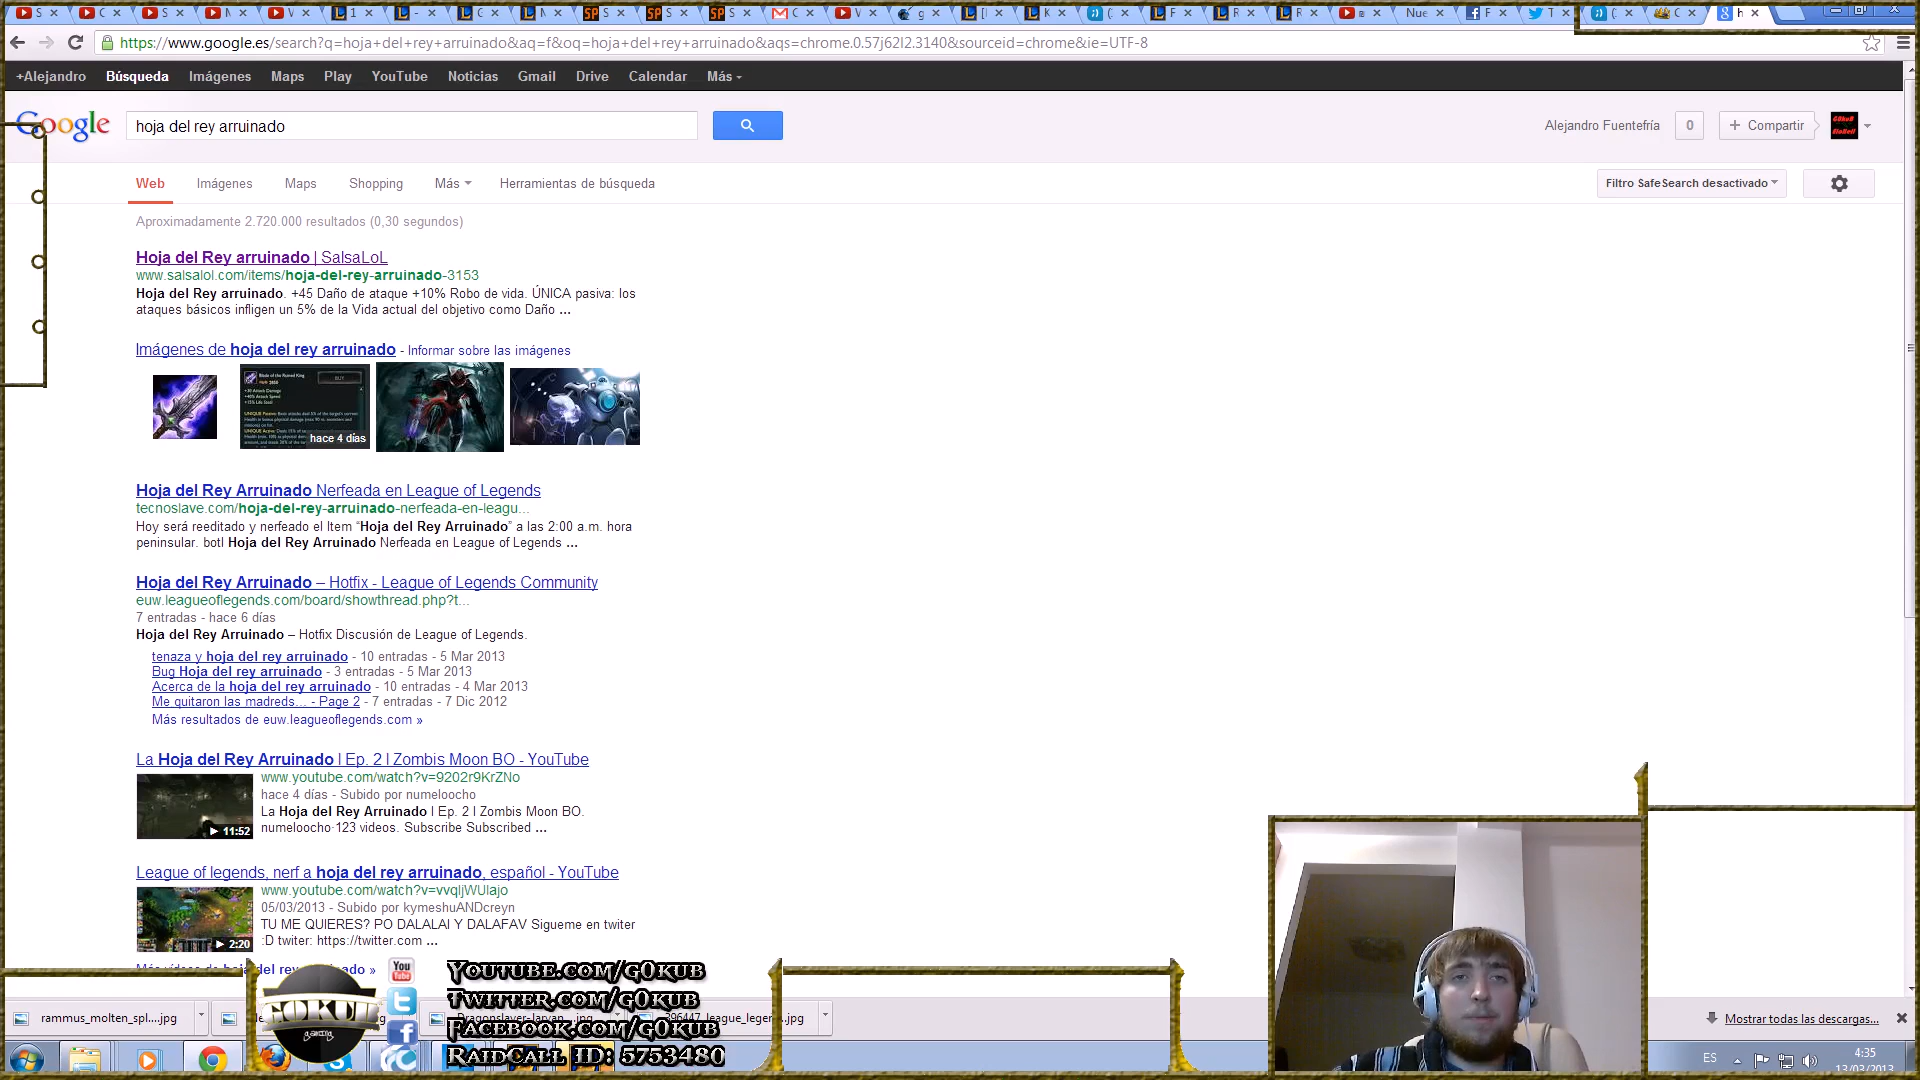 https://www.google.es/search?q=hoja+del+rey+arruinado&aq=f&oq=hoja+del+rey+arruinado&aqs=chrome.0.57j62l2.3140&sourceid=chrome&ie=UTF-8
+Alejandro Búsqueda Imágenes Maps Play YouTube Noticias Gmail Drive Calendar Más
Google hoja del rey arruinado
Alejandro Fuentefría 0 + Compartir
Web Imágenes Maps Shopping Más Herramientas de búsqueda
Filtro SafeSearch desactivado
Aproximadamente 2.720.000 resultados (0,30 segundos)
Hoja del Rey arruinado | SalsaLoL
www.salsalol.com/items/hoja-del-rey-arruinado-3153
Hoja del Rey arruinado. +45 Daño de ataque +10% Robo de vida. ÚNICA pasiva: los
ataques básicos infligen un 5% de la Vida actual del objetivo como Daño ...
Imágenes de hoja del rey arruinado - Informar sobre las imágenes
Blade of the Ruined King
BUY
hace 4 días
Hoja del Rey Arruinado Nerfeada en League of Legends
tecnoslave.com/hoja-del-rey-arruinado-nerfeada-en-leagu...
Hoy será reeditado y nerfeado el Item “Hoja del Rey Arruinado” a las 2:00 a.m. hora
peninsular. botl Hoja del Rey Arruinado Nerfeada en League of Legends ...
Hoja del Rey Arruinado – Hotfix - League of Legends Community
euw.leagueoflegends.com/board/showthread.php?t...
7 entradas - hace 6 días
Hoja del Rey Arruinado – Hotfix Discusión de League of Legends.
tenaza y hoja del rey arruinado - 10 entradas - 5 Mar 2013
Bug Hoja del rey arruinado - 3 entradas - 5 Mar 2013
Acerca de la hoja del rey arruinado - 10 entradas - 4 Mar 2013
Me quitaron las madreds... - Page 2 - 7 entradas - 7 Dic 2012
Más resultados de euw.leagueoflegends.com »
La Hoja del Rey Arruinado | Ep. 2 | Zombis Moon BO - YouTube
www.youtube.com/watch?v=9202r9KrZNo
hace 4 días - Subido por numeloocho
La Hoja del Rey Arruinado | Ep. 2 | Zombis Moon BO.
numeloocho·123 videos. Subscribe Subscribed ...
11:52
League of legends, nerf a hoja del rey arruinado, español - YouTube
www.youtube.com/watch?v=vvqljWUlajo
05/03/2013 - Subido por kymeshuANDcreyn
TU ME QUIERES? PO DALALAI Y DALAFAV Sigueme en twiter
:D twiter: https://twitter.com ...
2:20
GOKUB
gaming
You Tube
Youtube.com/g0kub
Twitter.com/g0kub
Facebook.com/g0kub
RaidCall ID: 5753480
rammus_molten_spl....jpg
396447_league_legen....jpg
Mostrar todas las descargas...
ES
4:35
13/03/2013